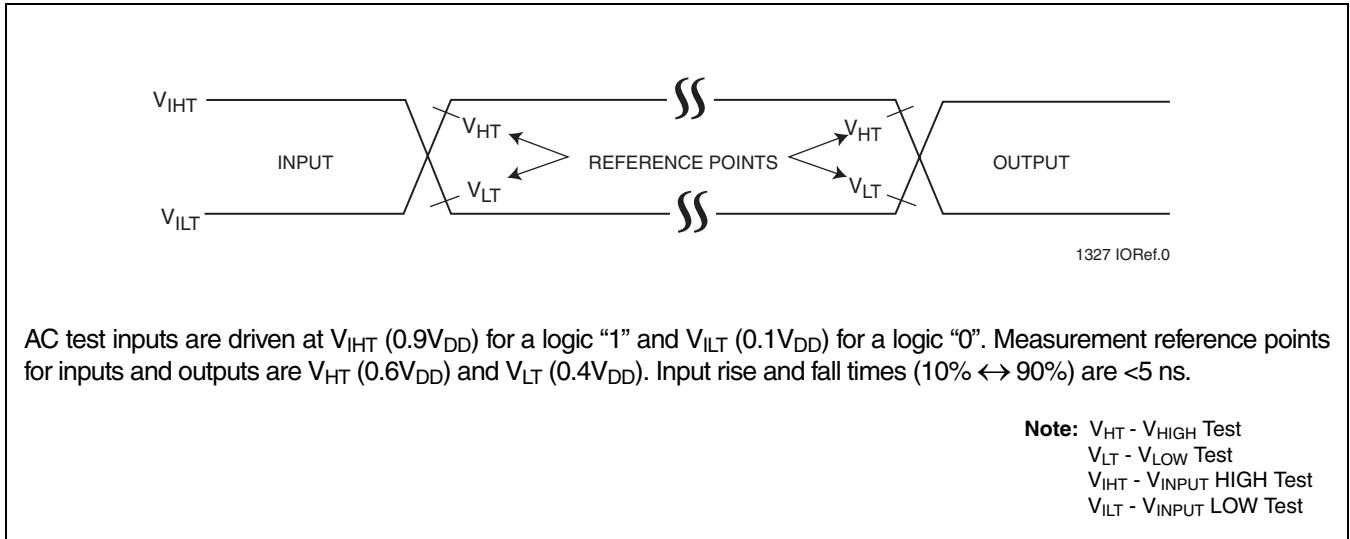 VIHT
VHT
VHT
INPUT
REFERENCE POINTS
OUTPUT
VLT
VLT
VILT
1327 IORef.0
AC test inputs are driven at VIHT (0.9VDD) for a logic “1” and VILT (0.1VDD) for a logic “0”. Measurement reference points
for inputs and outputs are VHT (0.6VDD) and VLT (0.4VDD). Input rise and fall times (10% ↔ 90%) are <5 ns.
Note: VHT - VHIGH Test
VLT - VLOW Test
VIHT - VINPUT HIGH Test
VILT - VINPUT LOW Test